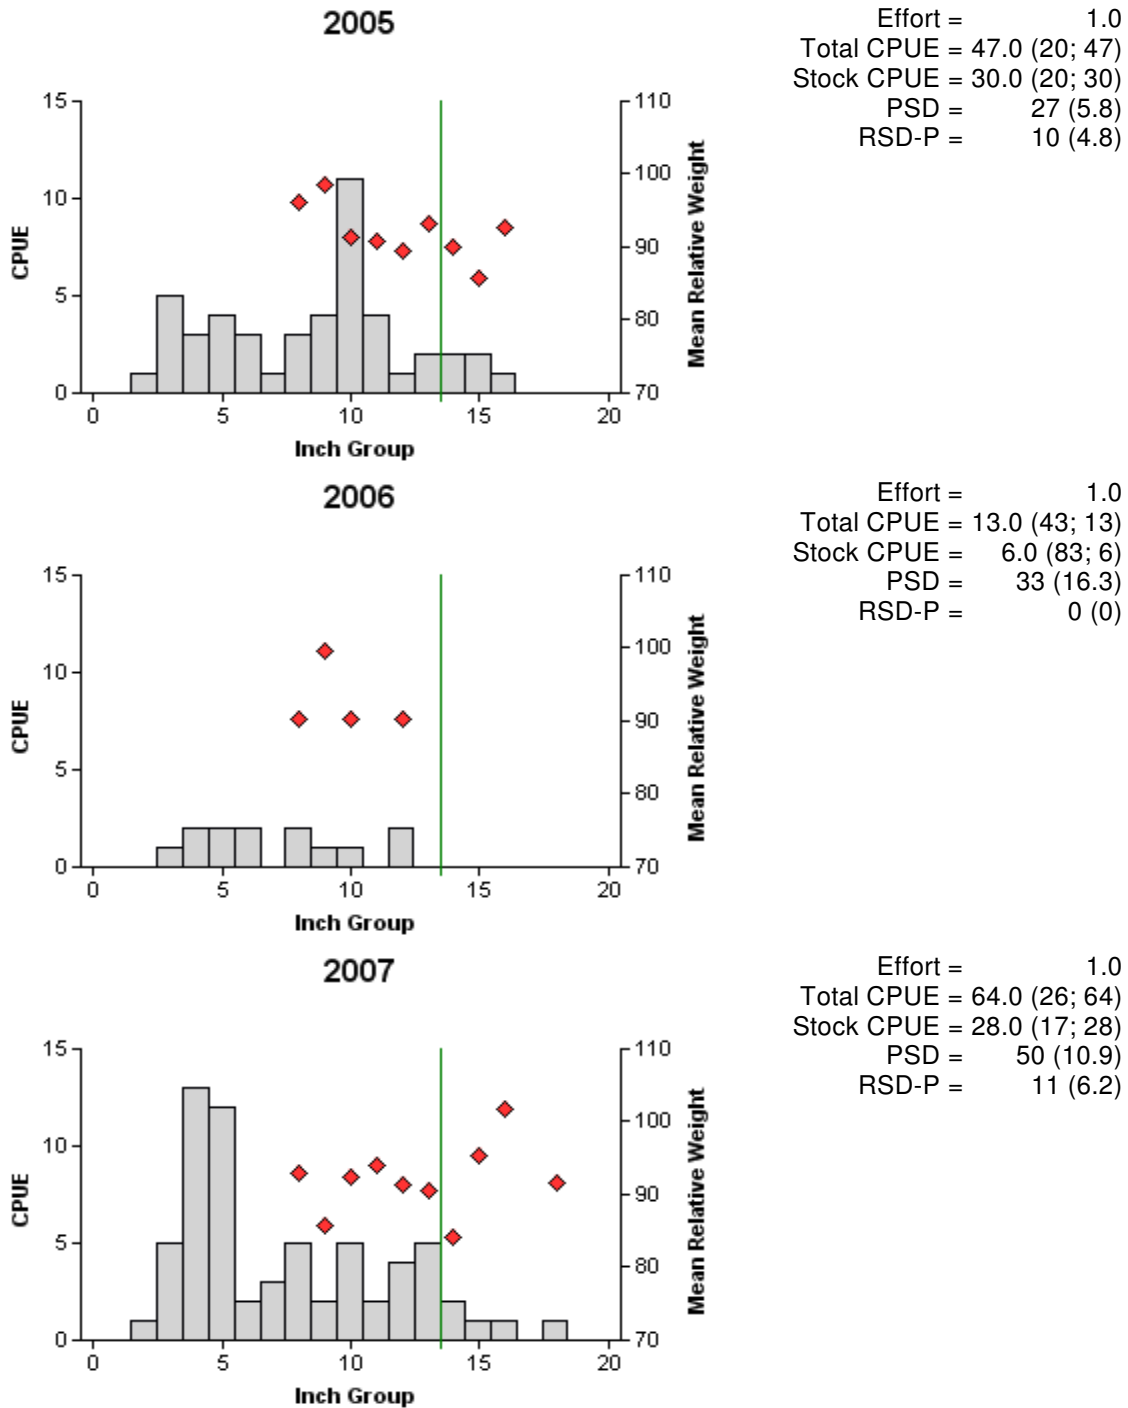 2005
Effort = 1.0
Total CPUE = 47.0 (20; 47)
Stock CPUE = 30.0 (20; 30)
PSD = 27 (5.8)
RSD-P = 10 (4.8)
15
10
5
0
CPUE
110
100
90
80
70
Mean Relative Weight
0 5 10 15 20
Inch Group
2006
Effort = 1.0
Total CPUE = 13.0 (43; 13)
Stock CPUE = 6.0 (83; 6)
PSD = 33 (16.3)
RSD-P = 0 (0)
15
10
5
0
CPUE
110
100
90
80
70
Mean Relative Weight
0 5 10 15 20
Inch Group
2007
Effort = 1.0
Total CPUE = 64.0 (26; 64)
Stock CPUE = 28.0 (17; 28)
PSD = 50 (10.9)
RSD-P = 11 (6.2)
15
10
5
0
CPUE
110
100
90
80
70
Mean Relative Weight
0 5 10 15 20
Inch Group